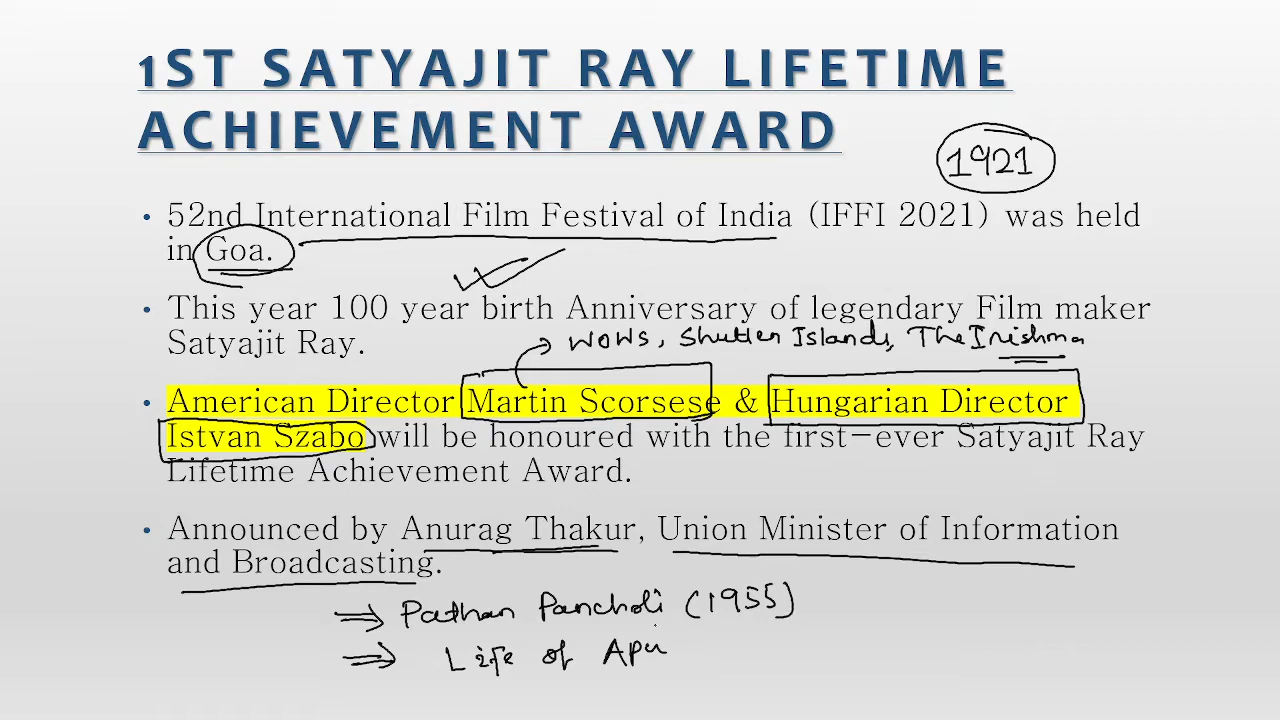 1ST SATYAJIT RAY LIFETIME
ACHIEVEMENT AWARD
1921
• 52nd International Film Festival of India (IFFI 2021) was held
in Goa.
• This year 100 year birth Anniversary of legendary Film maker
Satyajit Ray.
WOWS, Shutter Islands, The Irishma
• American Director Martin Scorsese & Hungarian Director
Istvan Szabo will be honoured with the first-ever Satyajit Ray
Lifetime Achievement Award.
• Announced by Anurag Thakur, Union Minister of Information
and Broadcasting.
⇒ Pathan Pancholi (1955)
⇒ Life of Apu